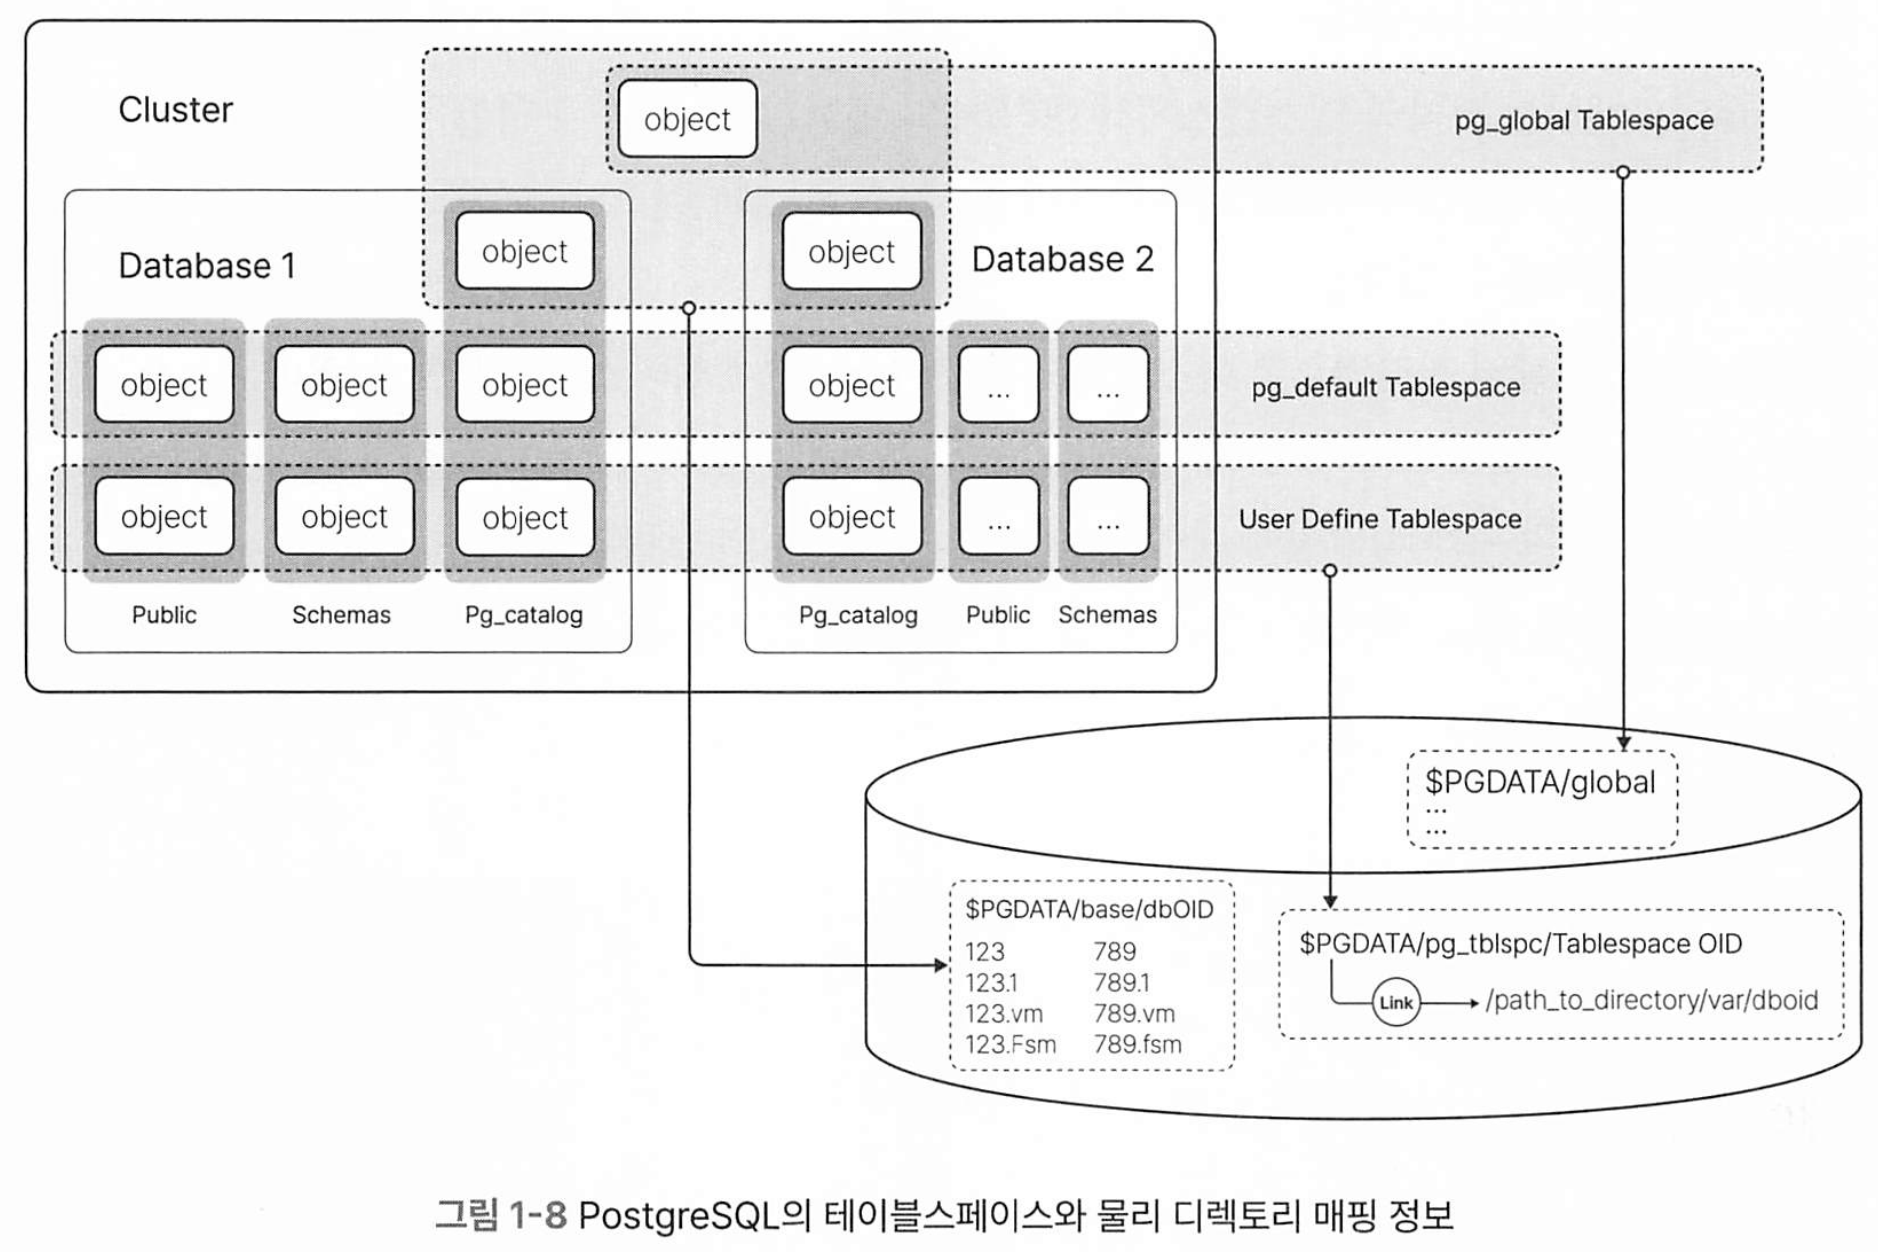 Cluster
object
pg_global Tablespace
Database 1
object
object
Database 2
object
object
object
object
...
...
pg_default Tablespace
object
object
object
object
...
...
User Define Tablespace
Public
Schemas
Pg_catalog
Pg_catalog
Public
Schemas
$PGDATA/global
...
...
$PGDATA/base/dbOID
123 789
123.1 789.1
123.vm 789.vm
123.Fsm 789.fsm
$PGDATA/pg_tblspc/Tablespace OID
Link
/path_to_directory/var/dboid
그림 1-8 PostgreSQL의 테이블스페이스와 물리 디렉토리 매핑 정보